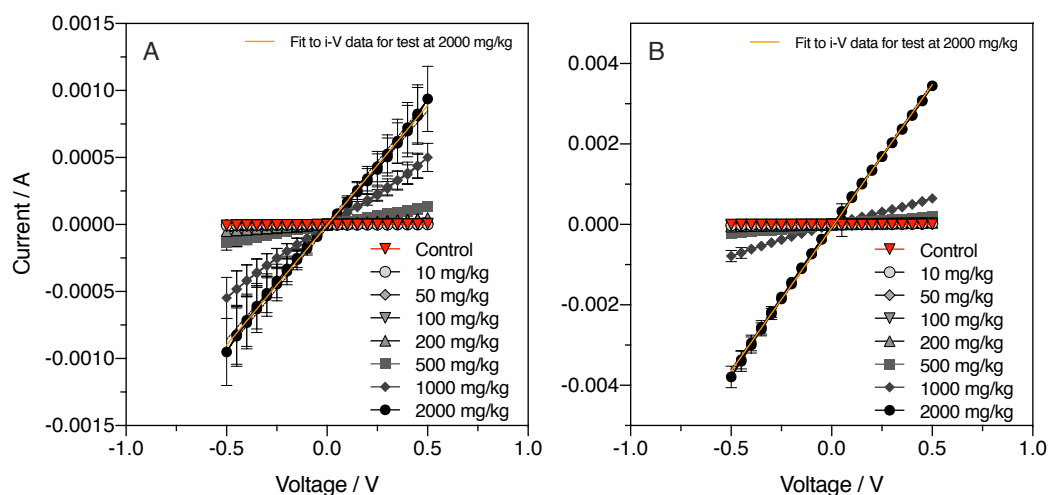 A
Fit to i-V data for test at 2000 mg/kg
0.0015
0.0010
0.0005
0.0000
-0.0005
-0.0010
-0.0015
Current / A
Control
10 mg/kg
50 mg/kg
100 mg/kg
200 mg/kg
500 mg/kg
1000 mg/kg
2000 mg/kg
-1.0
-0.5
0.0
0.5
1.0
Voltage / V
B
Fit to i-V data for test at 2000 mg/kg
0.004
0.002
0.000
-0.002
-0.004
Control
10 mg/kg
50 mg/kg
100 mg/kg
200 mg/kg
500 mg/kg
1000 mg/kg
2000 mg/kg
-1.0
-0.5
0.0
0.5
1.0
Voltage / V